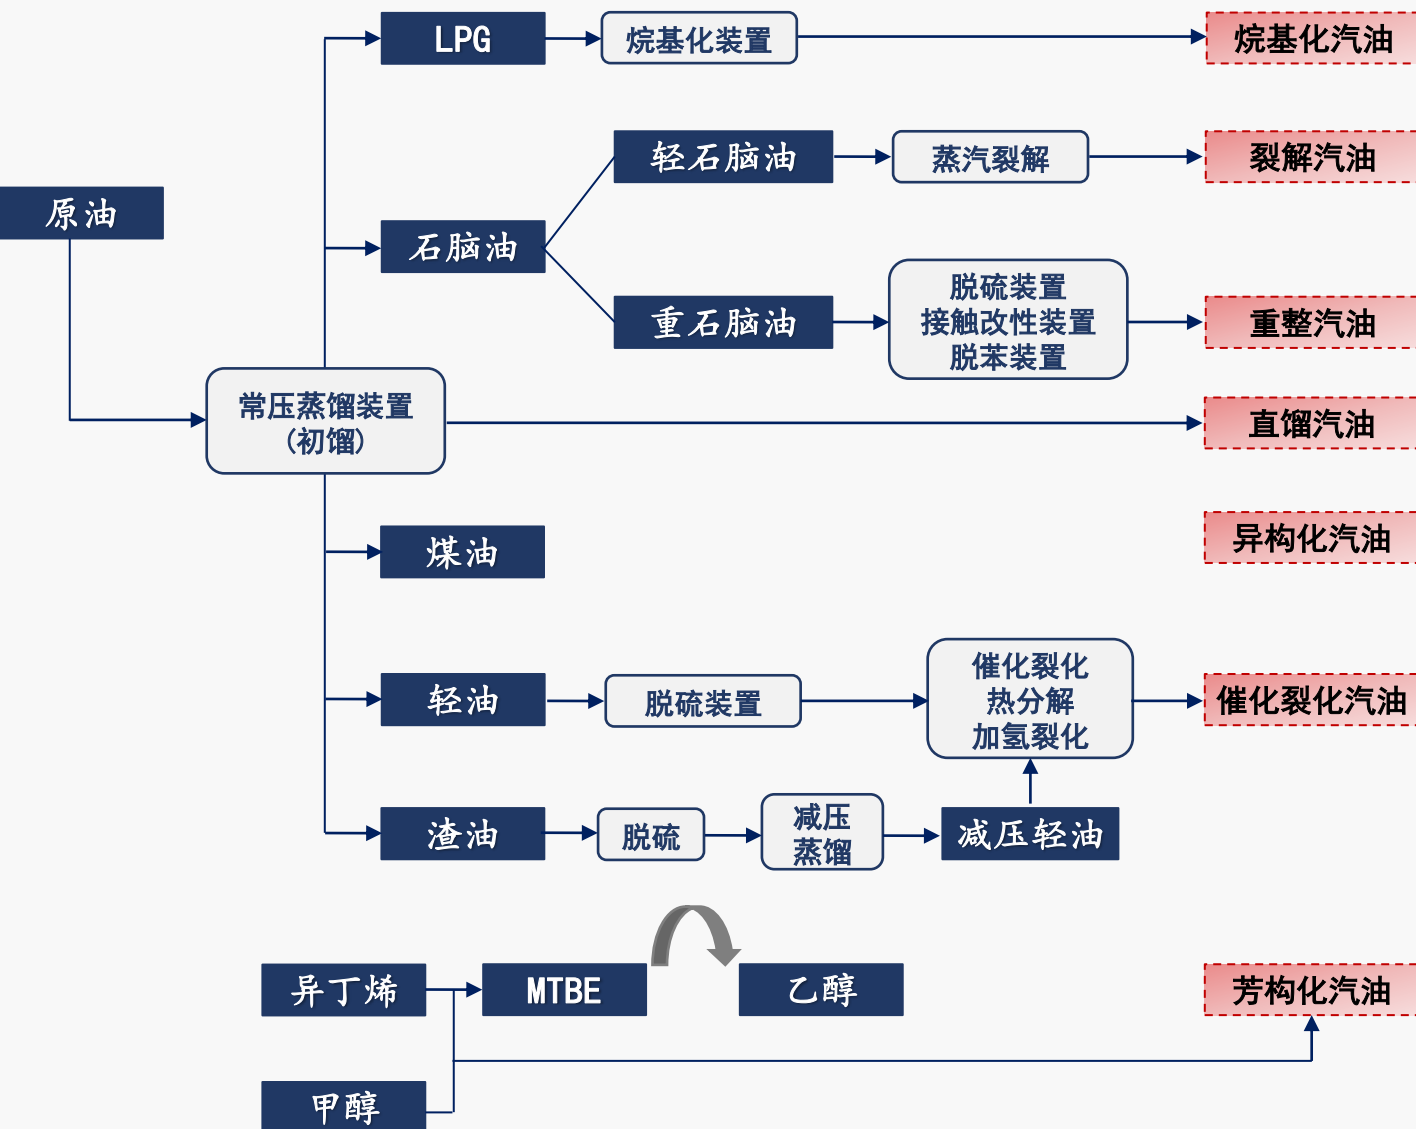 LPG
烷基化装置
烷基化汽油
轻石脑油
蒸汽裂解
裂解汽油
原油
石脑油
重石脑油
脱硫装置
接触改性装置
脱苯装置
重整汽油
常压蒸馏装置
(初馏)
直馏汽油
煤油
异构化汽油
轻油
脱硫装置
催化裂化
热分解
加氢裂化
催化裂化汽油
渣油
脱硫
减压
蒸馏
减压轻油
异丁烯
MTBE
乙醇
芳构化汽油
甲醇